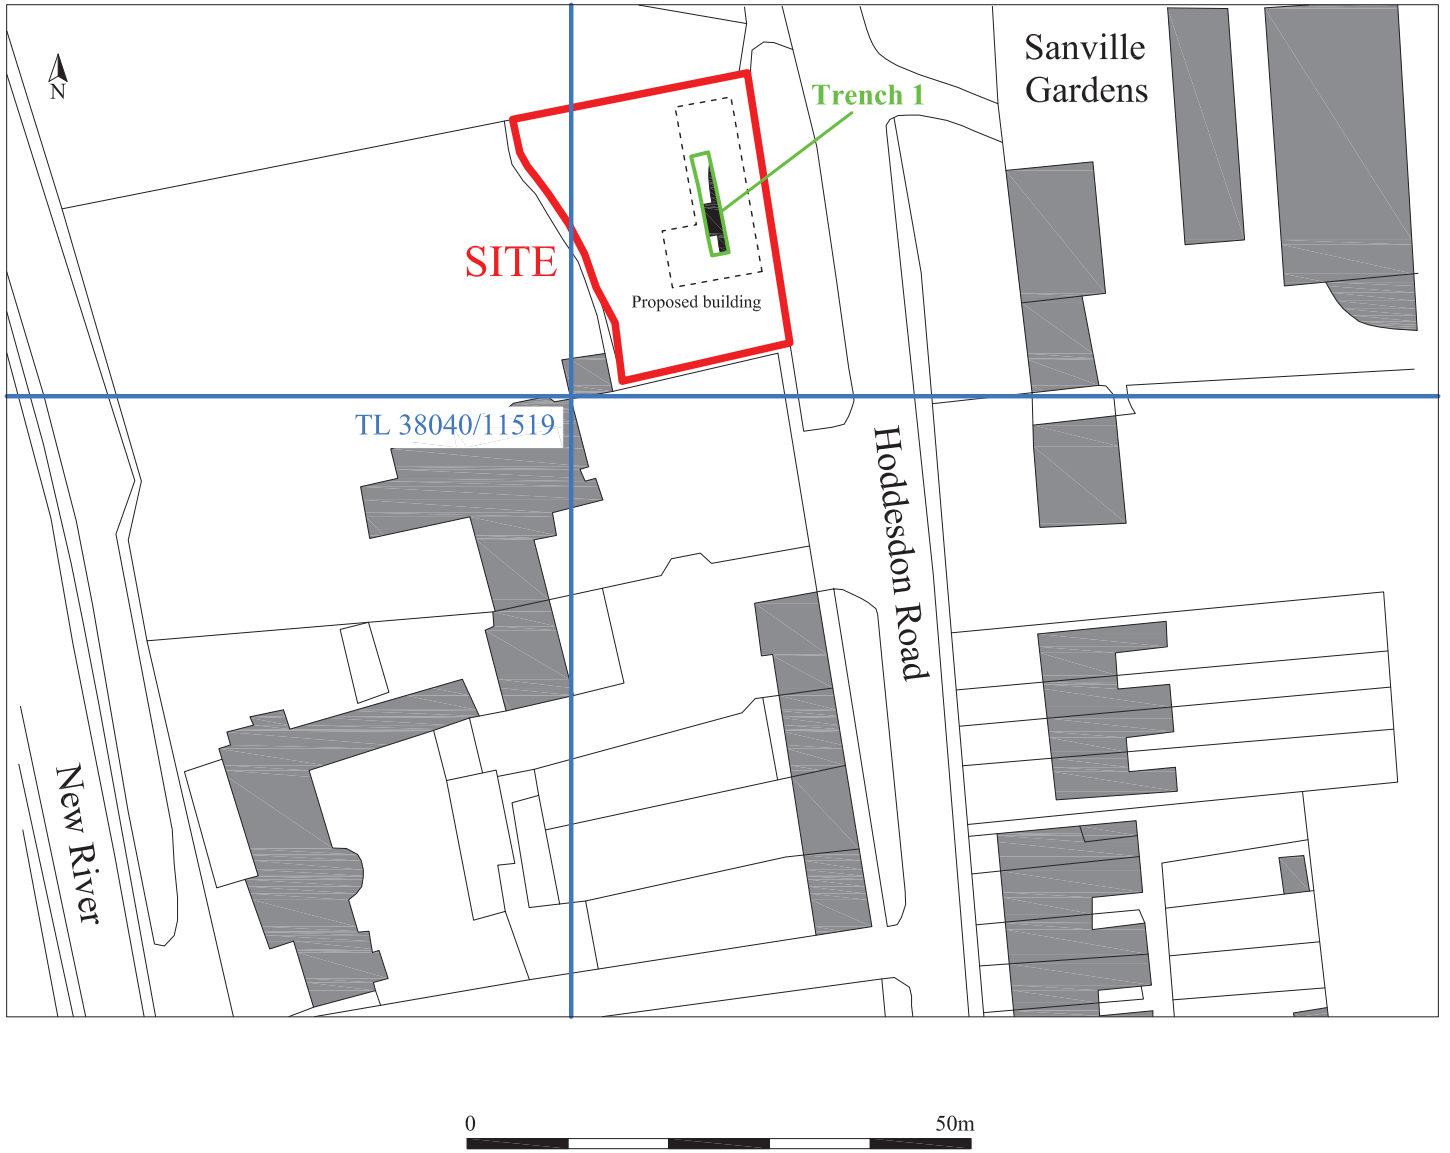 Sanville
Gardens
N
Trench 1
SITE
Proposed building
TL 38040/11519
Hoddesdon Road
New River
0 50m